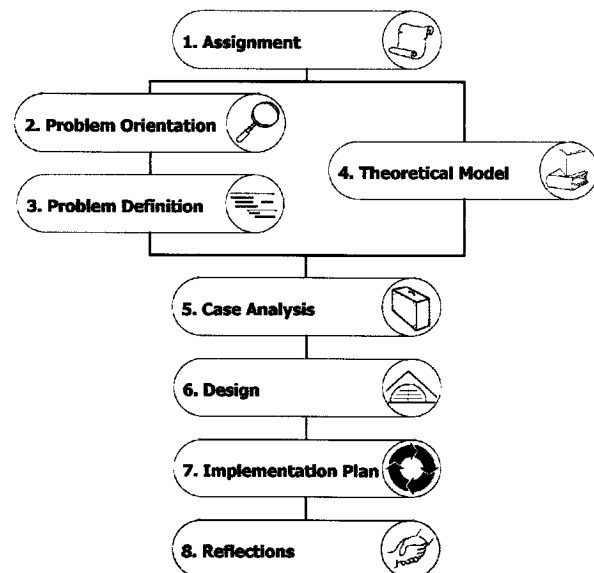 1. Assignment
2. Problem Orientation
3. Problem Definition
4. Theoretical Model
5. Case Analysis
6. Design
7. Implementation Plan
8. Reflections